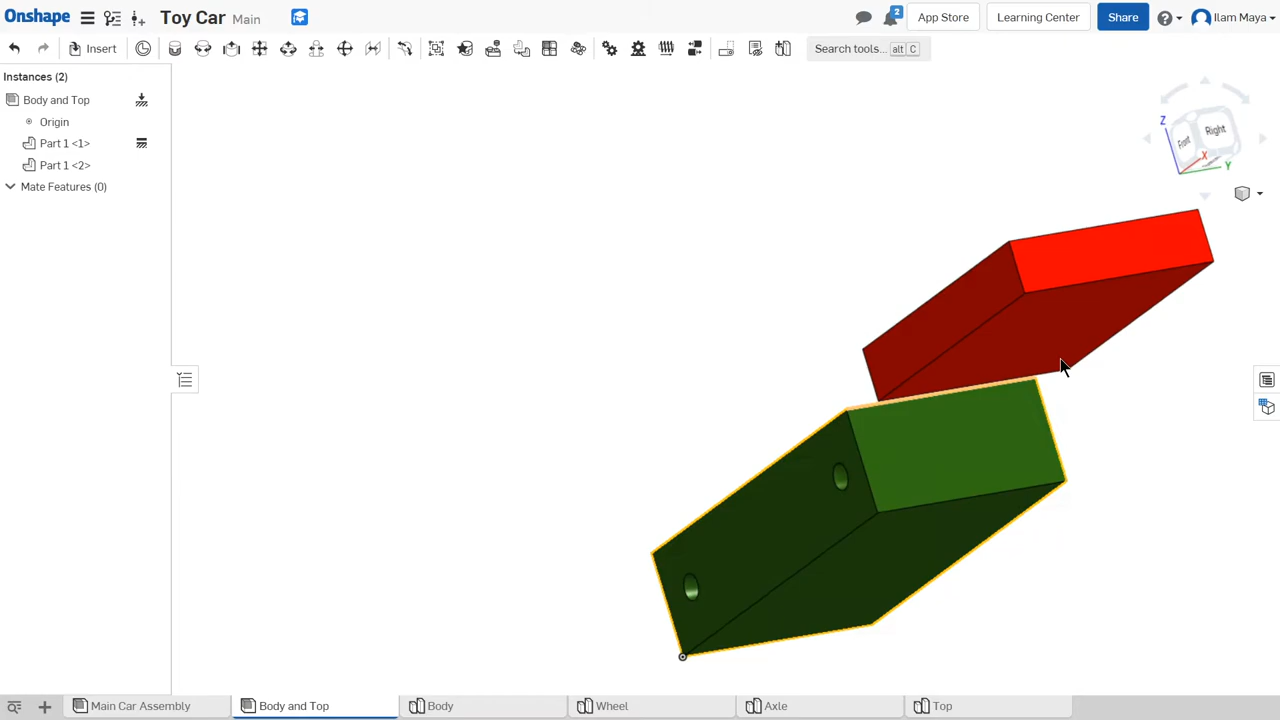 Onshape
Toy Car Main
2
App Store
Learning Center
Share
Ilam Maya
Insert
Search tools... alt C
Instances (2)
Body and Top
Origin
Part 1 <1>
Part 1 <2>
Mate Features (0)
Z
Front
Right
X
Y
Main Car Assembly
Body and Top
Body
Wheel
Axle
Top